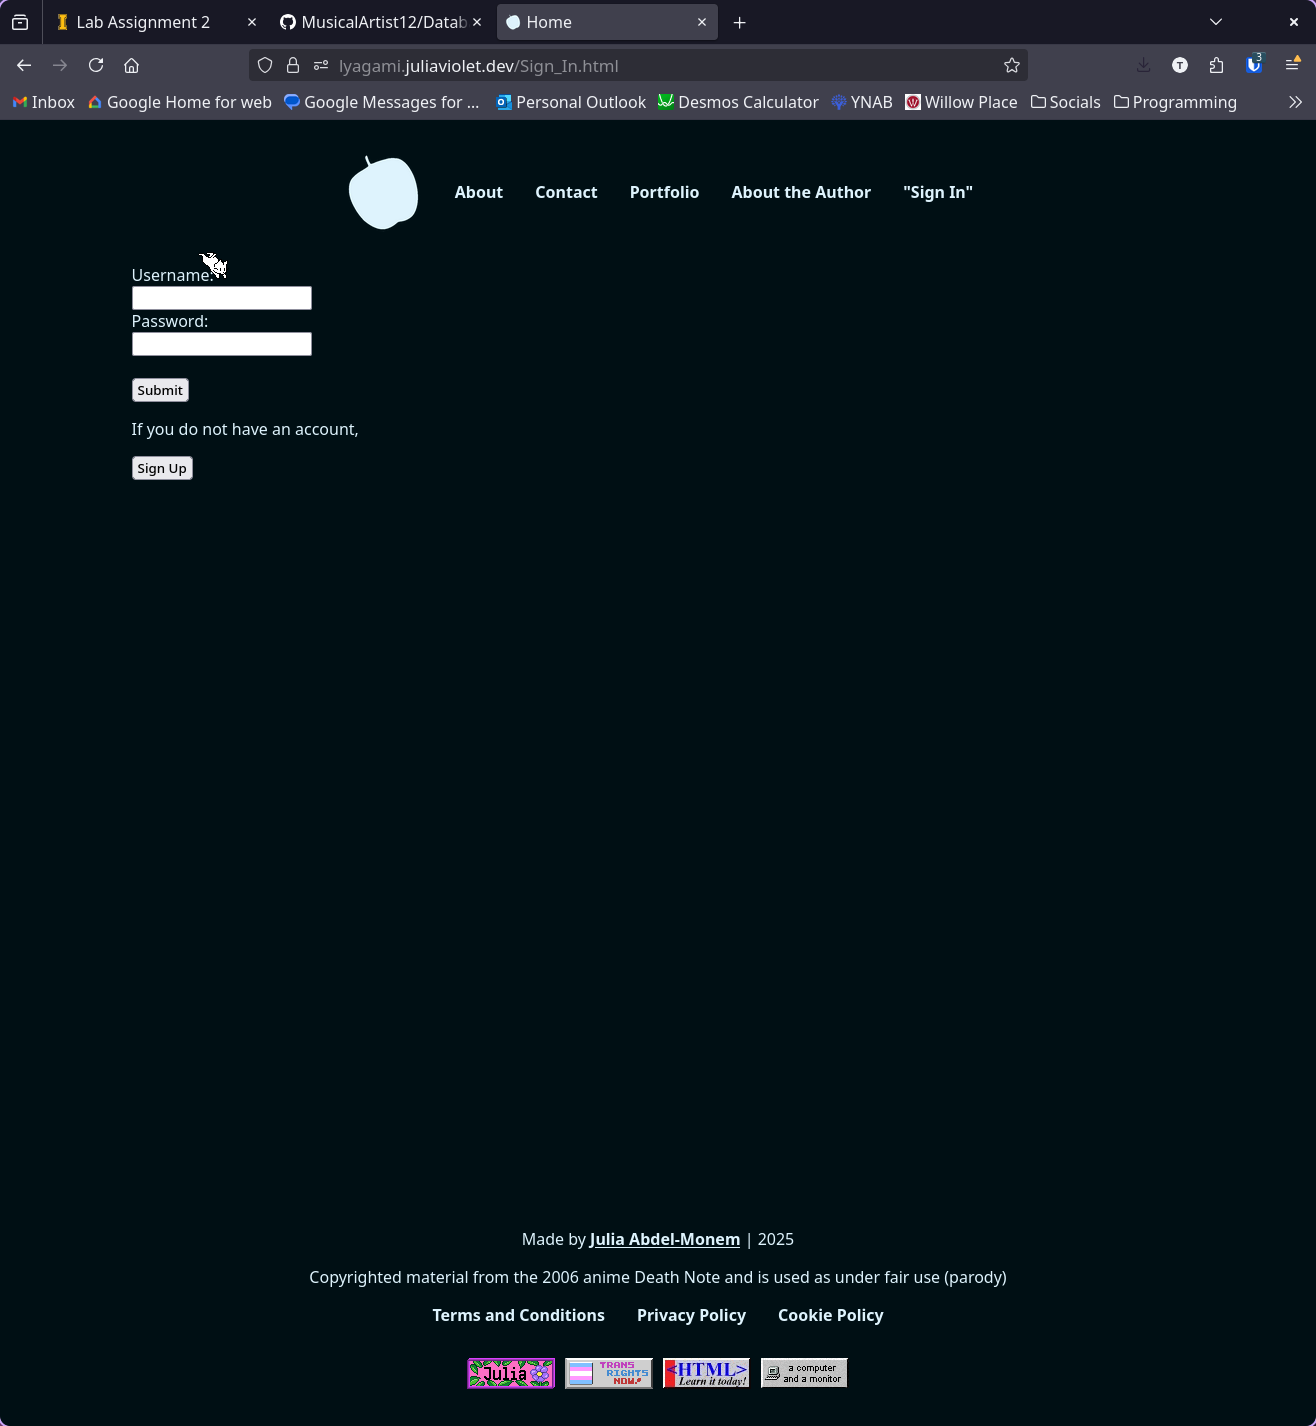 Lab Assignment 2
MusicalArtist12/Datab
Home
lyagami.juliaviolet.dev/Sign_In.html
T
3
Inbox
Google Home for web
Google Messages for ...
Personal Outlook
Desmos Calculator
YNAB
Willow Place
Socials
Programming
About
Contact
Portfolio
About the Author
"Sign In"
Username:
Password:
Submit
If you do not have an account,
Sign Up
Made by Julia Abdel-Monem | 2025
Copyrighted material from the 2006 anime Death Note and is used as under fair use (parody)
Terms and Conditions
Privacy Policy
Cookie Policy
Julia
TRANS
RIGHTS
NOW!
<HTML>
Learn it today!
a computer
and a monitor